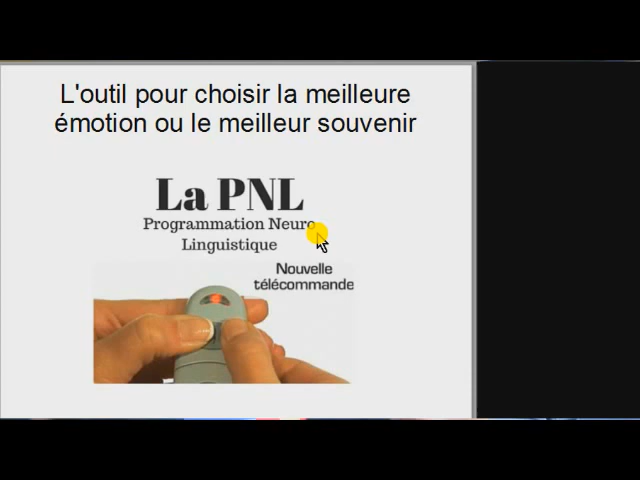 L'outil pour choisir la meilleure
émotion ou le meilleur souvenir
La PNL
Programmation Neuro
Linguistique
Nouvelle
télécommande